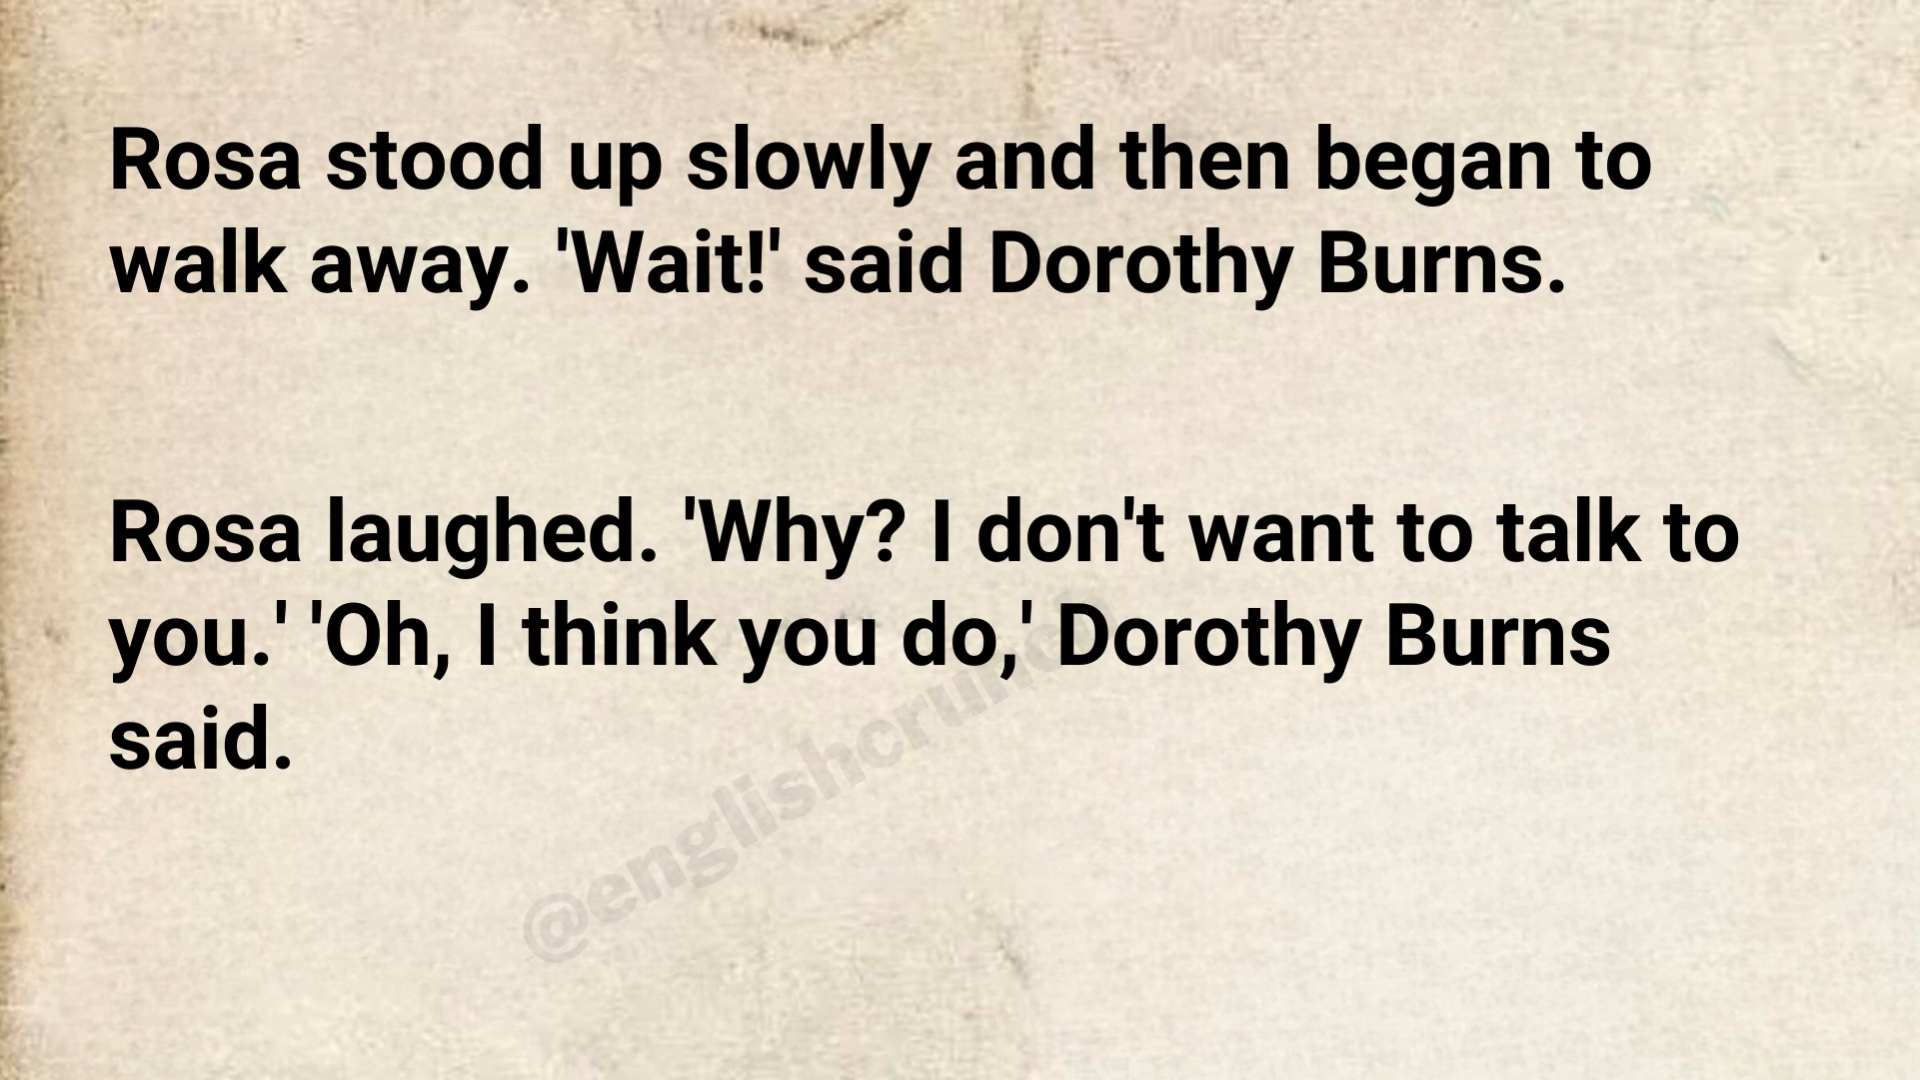 Rosa stood up slowly and then began to
walk away. 'Wait!' said Dorothy Burns.
Rosa laughed. 'Why? I don't want to talk to
you.' 'Oh, I think you do,' Dorothy Burns
said.